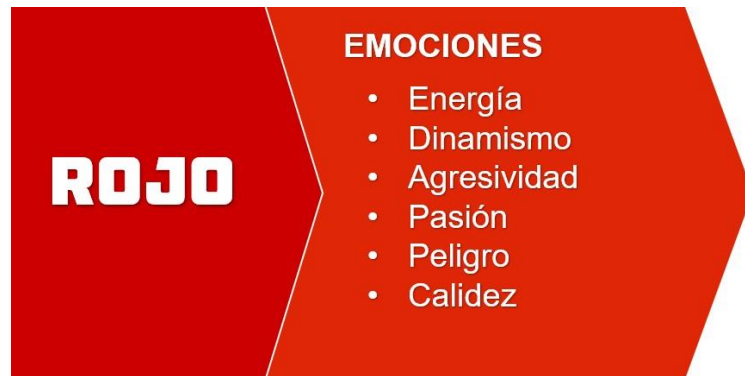 ROJO
EMOCIONES
• Energía
• Dinamismo
• Agresividad
• Pasión
• Peligro
• Calidez